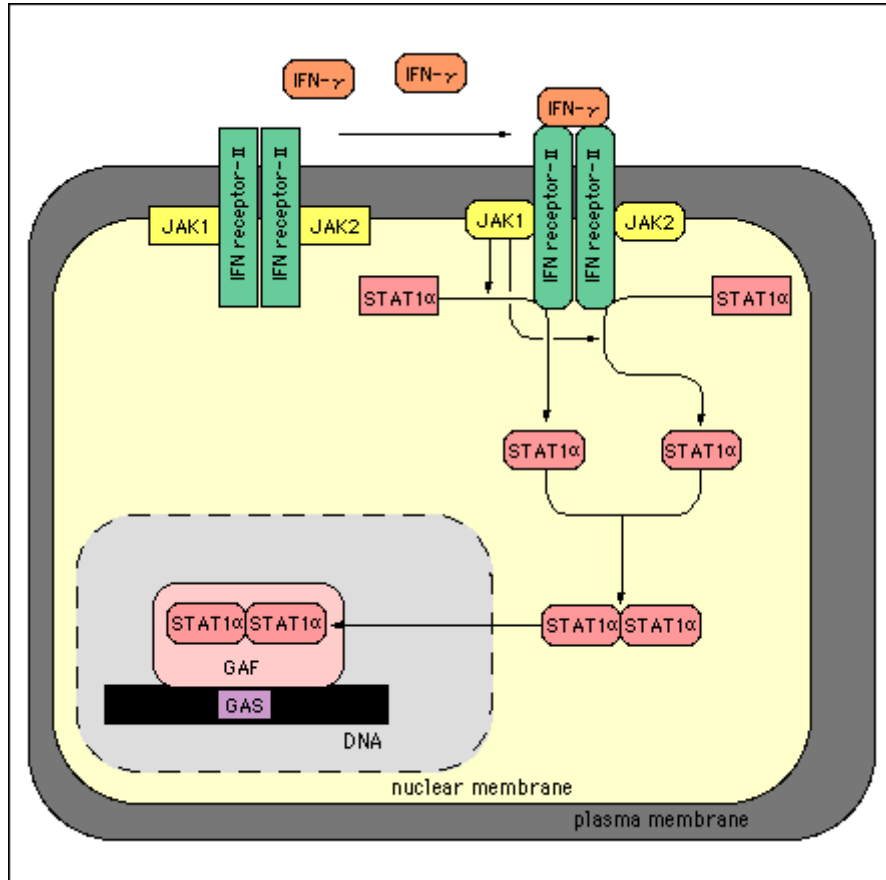 IFN-γ
IFN-γ
IFN-γ
IFN receptor-II
IFN receptor-II
IFN receptor-II
IFN receptor-II
JAK1
JAK2
JAK1
JAK2
STAT1α
STAT1α
STAT1α
STAT1α
STAT1α STAT1α
STAT1α STAT1α
GAF
GAS
DNA
nuclear membrane
plasma membrane